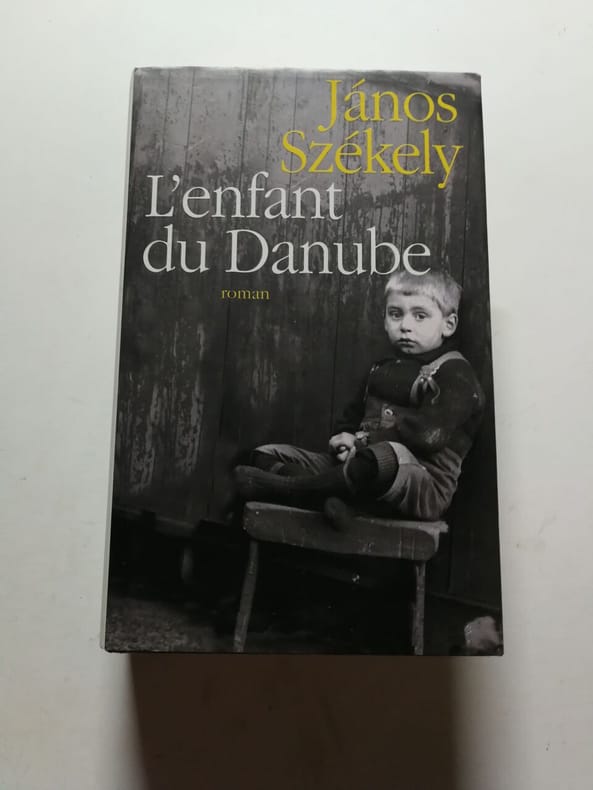 János
Székely
L'enfant
du Danube
roman